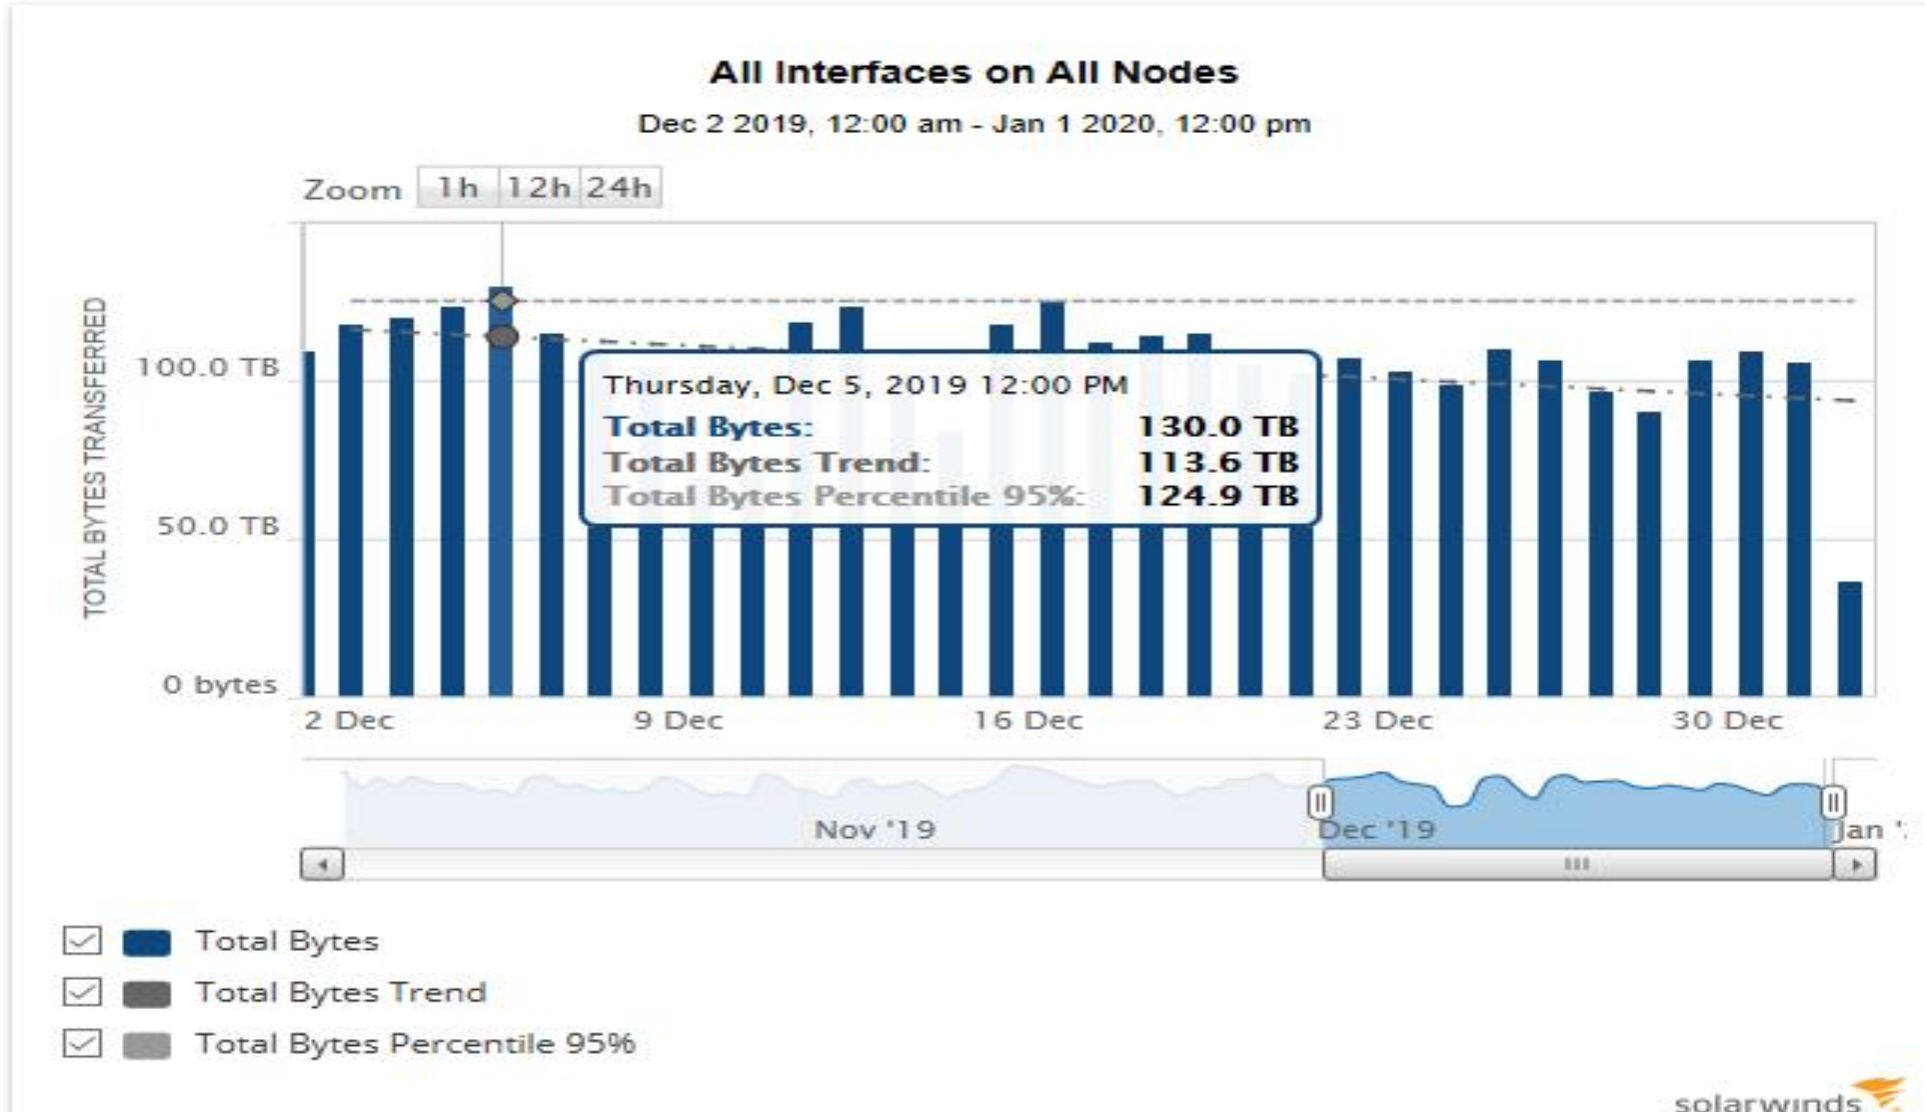 All Interfaces on All Nodes
Dec 2 2019, 12:00 am - Jan 1 2020, 12:00 pm
Zoom 1h 12h 24h
TOTAL BYTES TRANSFERRED
100.0 TB
50.0 TB
0 bytes
Thursday, Dec 5, 2019 12:00 PM
Total Bytes: 130.0 TB
Total Bytes Trend: 113.6 TB
Total Bytes Percentile 95%: 124.9 TB
2 Dec 9 Dec 16 Dec 23 Dec 30 Dec
Nov '19 Dec '19 Jan '
Total Bytes
Total Bytes Trend
Total Bytes Percentile 95%
solarwinds